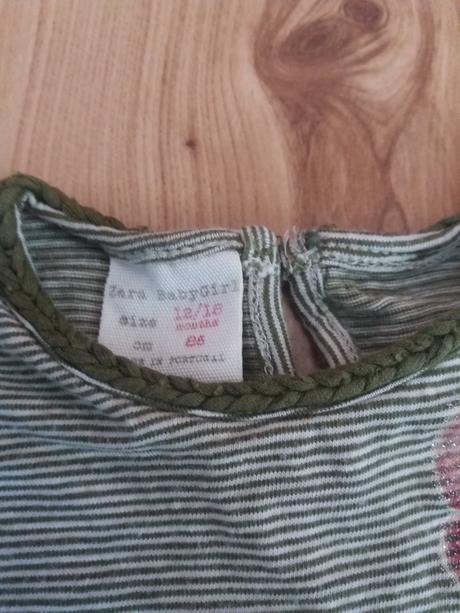 Zara BabyGirl
size 12/18
months
cm 86
MADE IN PORTUGAL